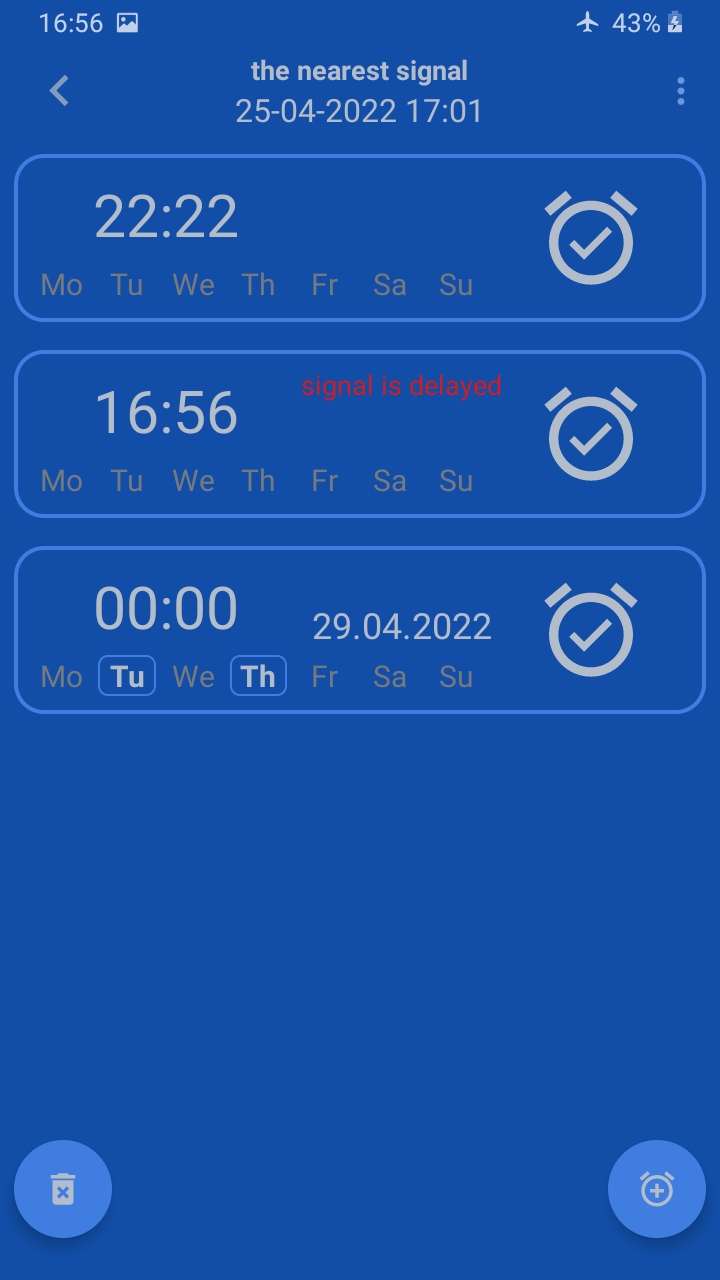 16:56 43%
the nearest signal
25-04-2022 17:01
22:22
Mo Tu We Th Fr Sa Su
signal is delayed
16:56
Mo Tu We Th Fr Sa Su
00:00 29.04.2022
Mo Tu We Th Fr Sa Su